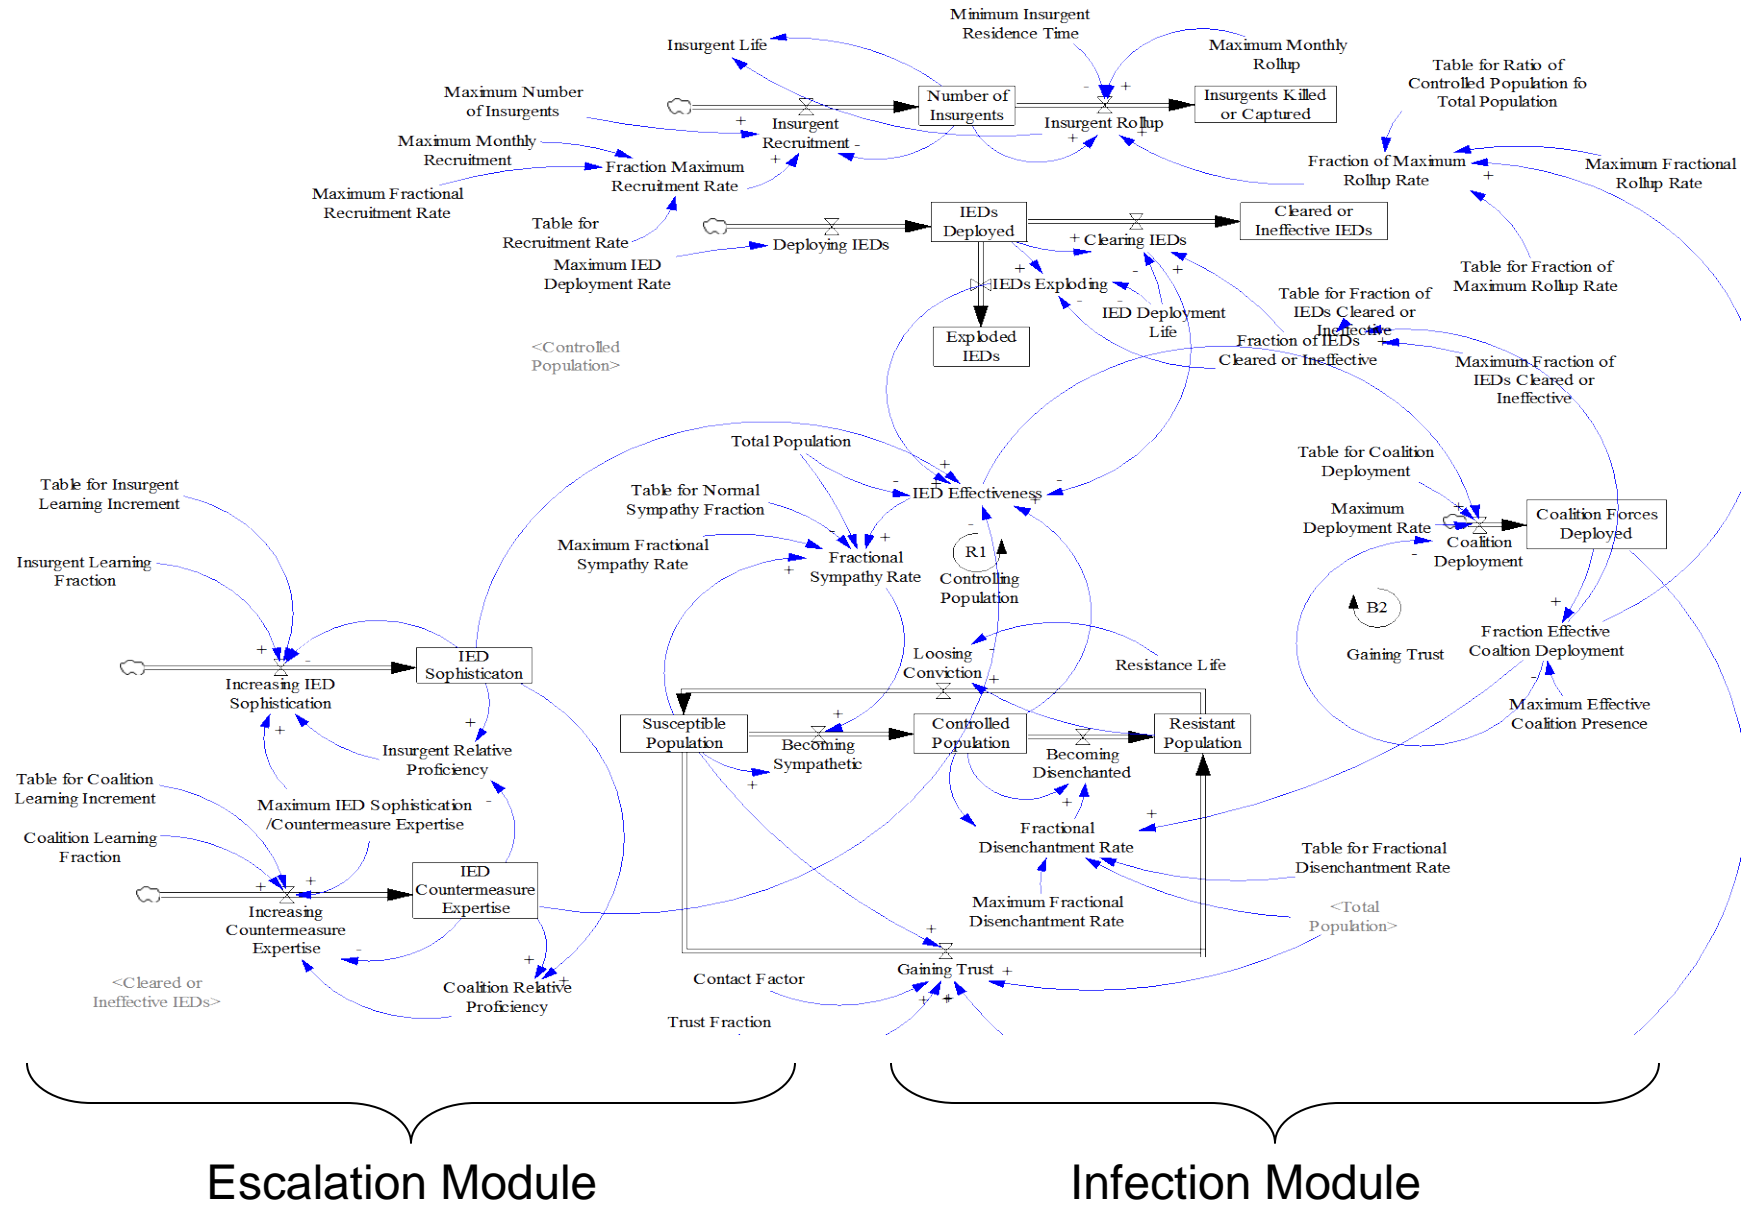 Minimum Insurgent
Residence Time
Insurgent Life
Maximum Monthly
Rollup
Table for Ratio of
Controlled Population fo
Total Population
Maximum Number
of Insurgents
Number of
Insurgents
Insurgents Killed
or Captured
Insurgent
Recruitment
Insurgent Rollup
Maximum Monthly
Recruitment
Fraction Maximum
Recruitment Rate
Fraction of Maximum
Rollup Rate
Maximum Fractional
Rollup Rate
Maximum Fractional
Recruitment Rate
Table for
Recruitment Rate
IEDs
Deployed
Cleared or
Ineffective IEDs
Deploying IEDs
Clearing IEDs
Maximum IED
Deployment Rate
IEDs Exploding
Table for Fraction of
Maximum Rollup Rate
IED Deployment
Life
Table for Fraction of
IEDs Cleared or
Ineffective
Exploded
IEDs
Fraction of IEDs
Cleared or Ineffective
<Controlled
Population>
Maximum Fraction of
IEDs Cleared or
Ineffective
Total Population
Table for Coalition
Deployment
Table for Insurgent
Learning Increment
Table for Normal
Sympathy Fraction
IED Effectiveness
Maximum
Deployment Rate
Coalition Forces
Deployed
Coalition
Deployment
Maximum Fractional
Sympathy Rate
Fractional
Sympathy Rate
R1
Controlling
Population
Insurgent Learning
Fraction
B2
Gaining Trust
Fraction Effective
Coaltion Deployment
IED
Sophisticaton
Loosing
Conviction
Resistance Life
Increasing IED
Sophistication
Maximum Effective
Coalition Presence
Susceptible
Population
Becoming
Sympathetic
Controlled
Population
Becoming
Disenchanted
Resistant
Population
Insurgent Relative
Proficiency
Table for Coalition
Learning Increment
Maximum IED Sophistication
/Countermeasure Expertise
Coalition Learning
Fraction
Fractional
Disenchantment Rate
Table for Fractional
Disenchantment Rate
IED
Countermeasure
Expertise
Increasing
Countermeasure
Expertise
Maximum Fractional
Disenchantment Rate
<Total
Population>
Gaining Trust
Contact Factor
<Cleared or
Ineffective IEDs>
Coalition Relative
Proficiency
Trust Fraction
Escalation Module
Infection Module